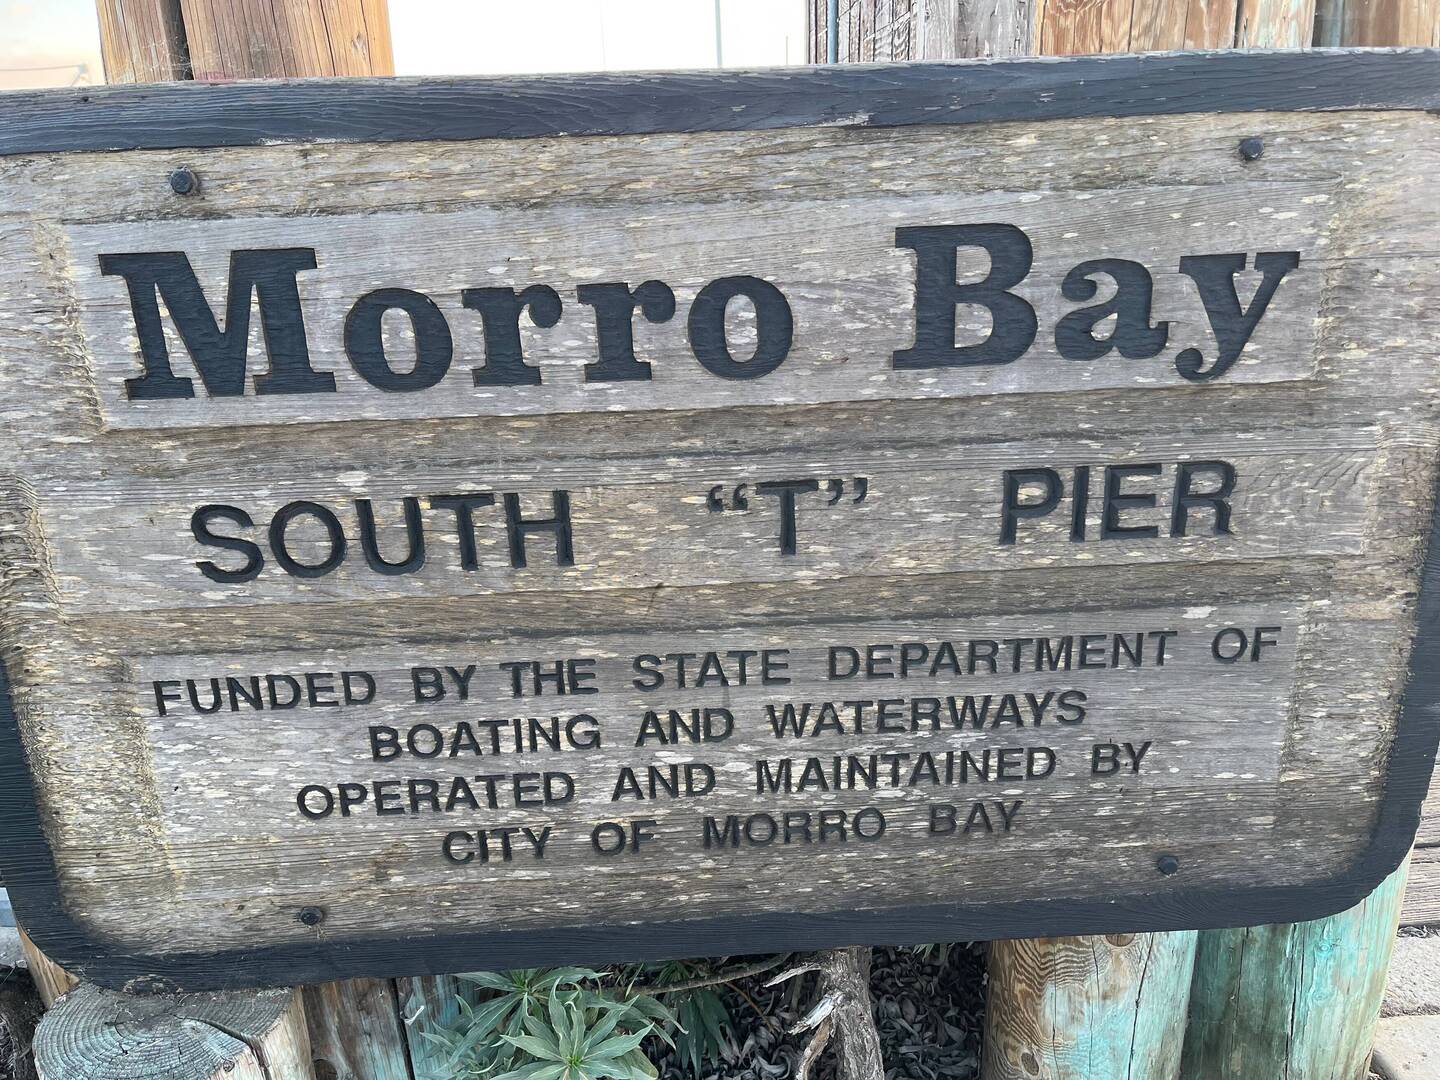 Morro Bay
SOUTH “T” PIER
FUNDED BY THE STATE DEPARTMENT OF
BOATING AND WATERWAYS
OPERATED AND MAINTAINED BY
CITY OF MORRO BAY